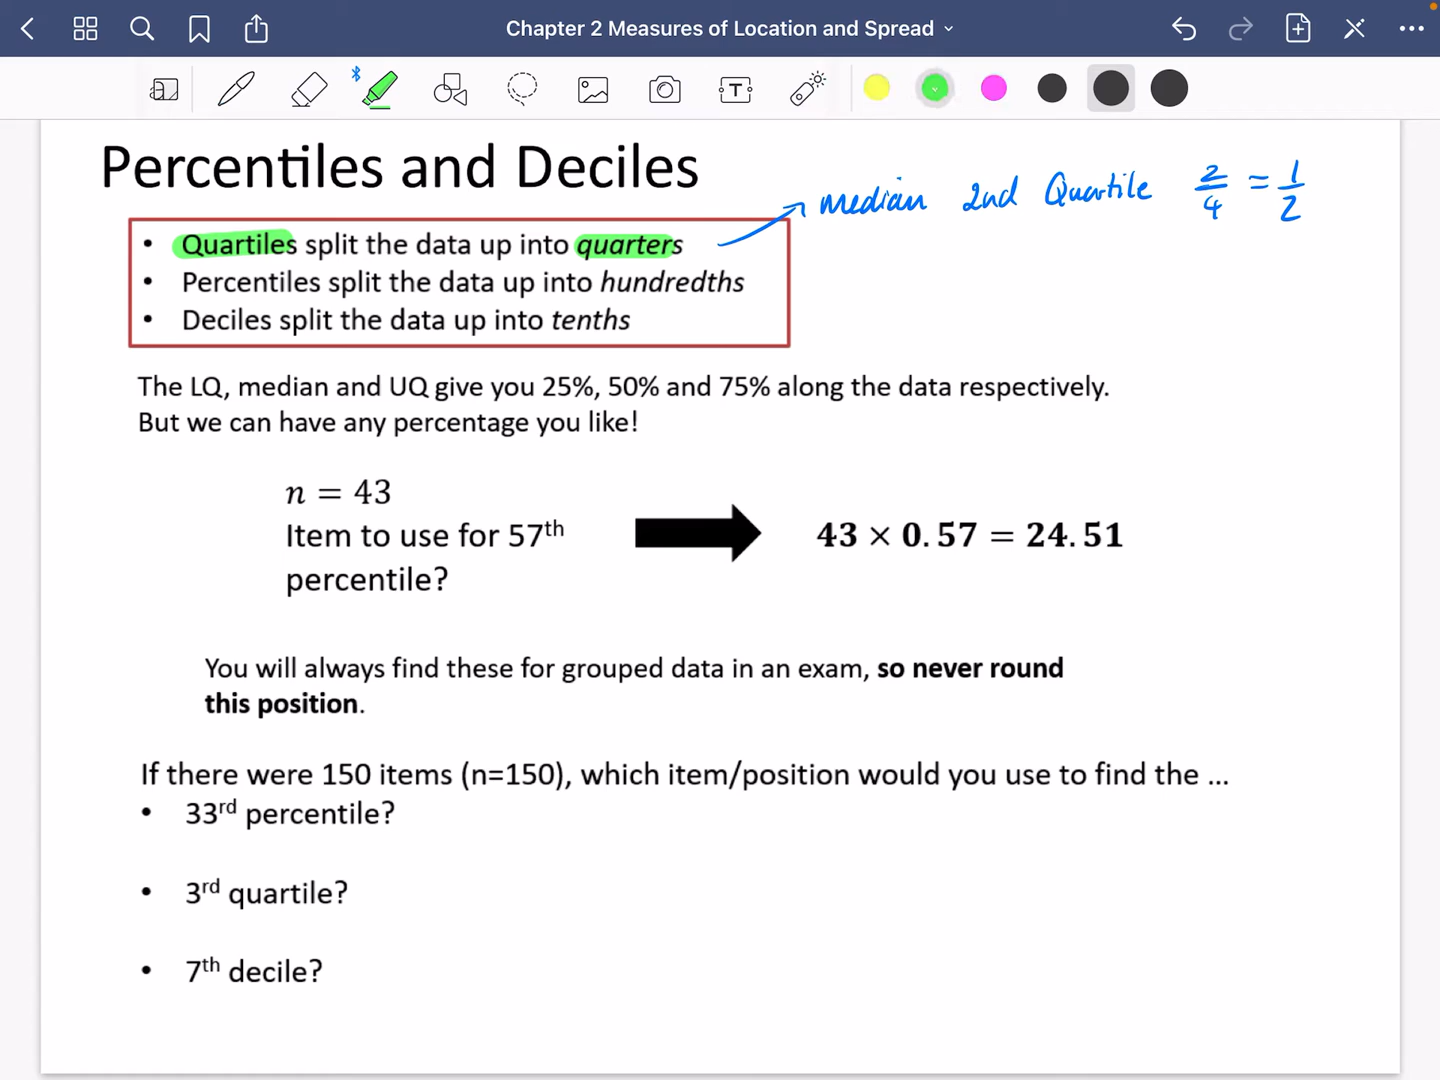 Chapter 2 Measures of Location and Spread
Percentiles and Deciles
median 2nd Quartile 2/4 = 1/2
• Quartiles split the data up into quarters
• Percentiles split the data up into hundredths
• Deciles split the data up into tenths
The LQ, median and UQ give you 25%, 50% and 75% along the data respectively.
But we can have any percentage you like!
n = 43
Item to use for 57th
percentile?
43 × 0.57 = 24.51
You will always find these for grouped data in an exam, so never round
this position.
If there were 150 items (n=150), which item/position would you use to find the ...
• 33rd percentile?
• 3rd quartile?
• 7th decile?